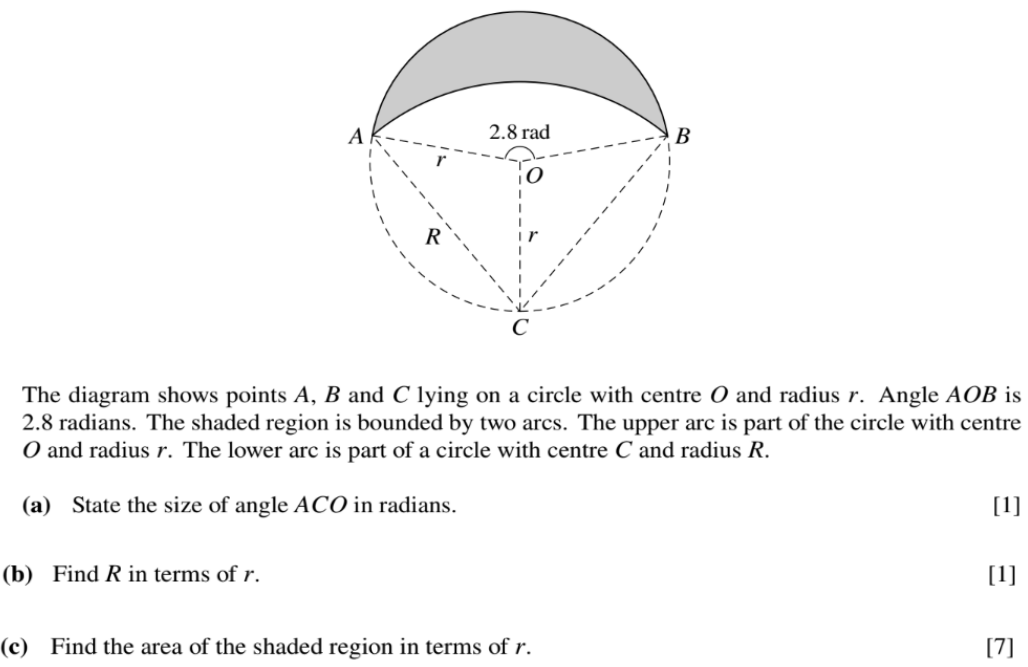 A
2.8 rad
B
r
O
R
r
C
The diagram shows points A, B and C lying on a circle with centre O and radius r. Angle AOB is
2.8 radians. The shaded region is bounded by two arcs. The upper arc is part of the circle with centre
O and radius r. The lower arc is part of a circle with centre C and radius R.
(a) State the size of angle ACO in radians. [1]
(b) Find R in terms of r. [1]
(c) Find the area of the shaded region in terms of r. [7]